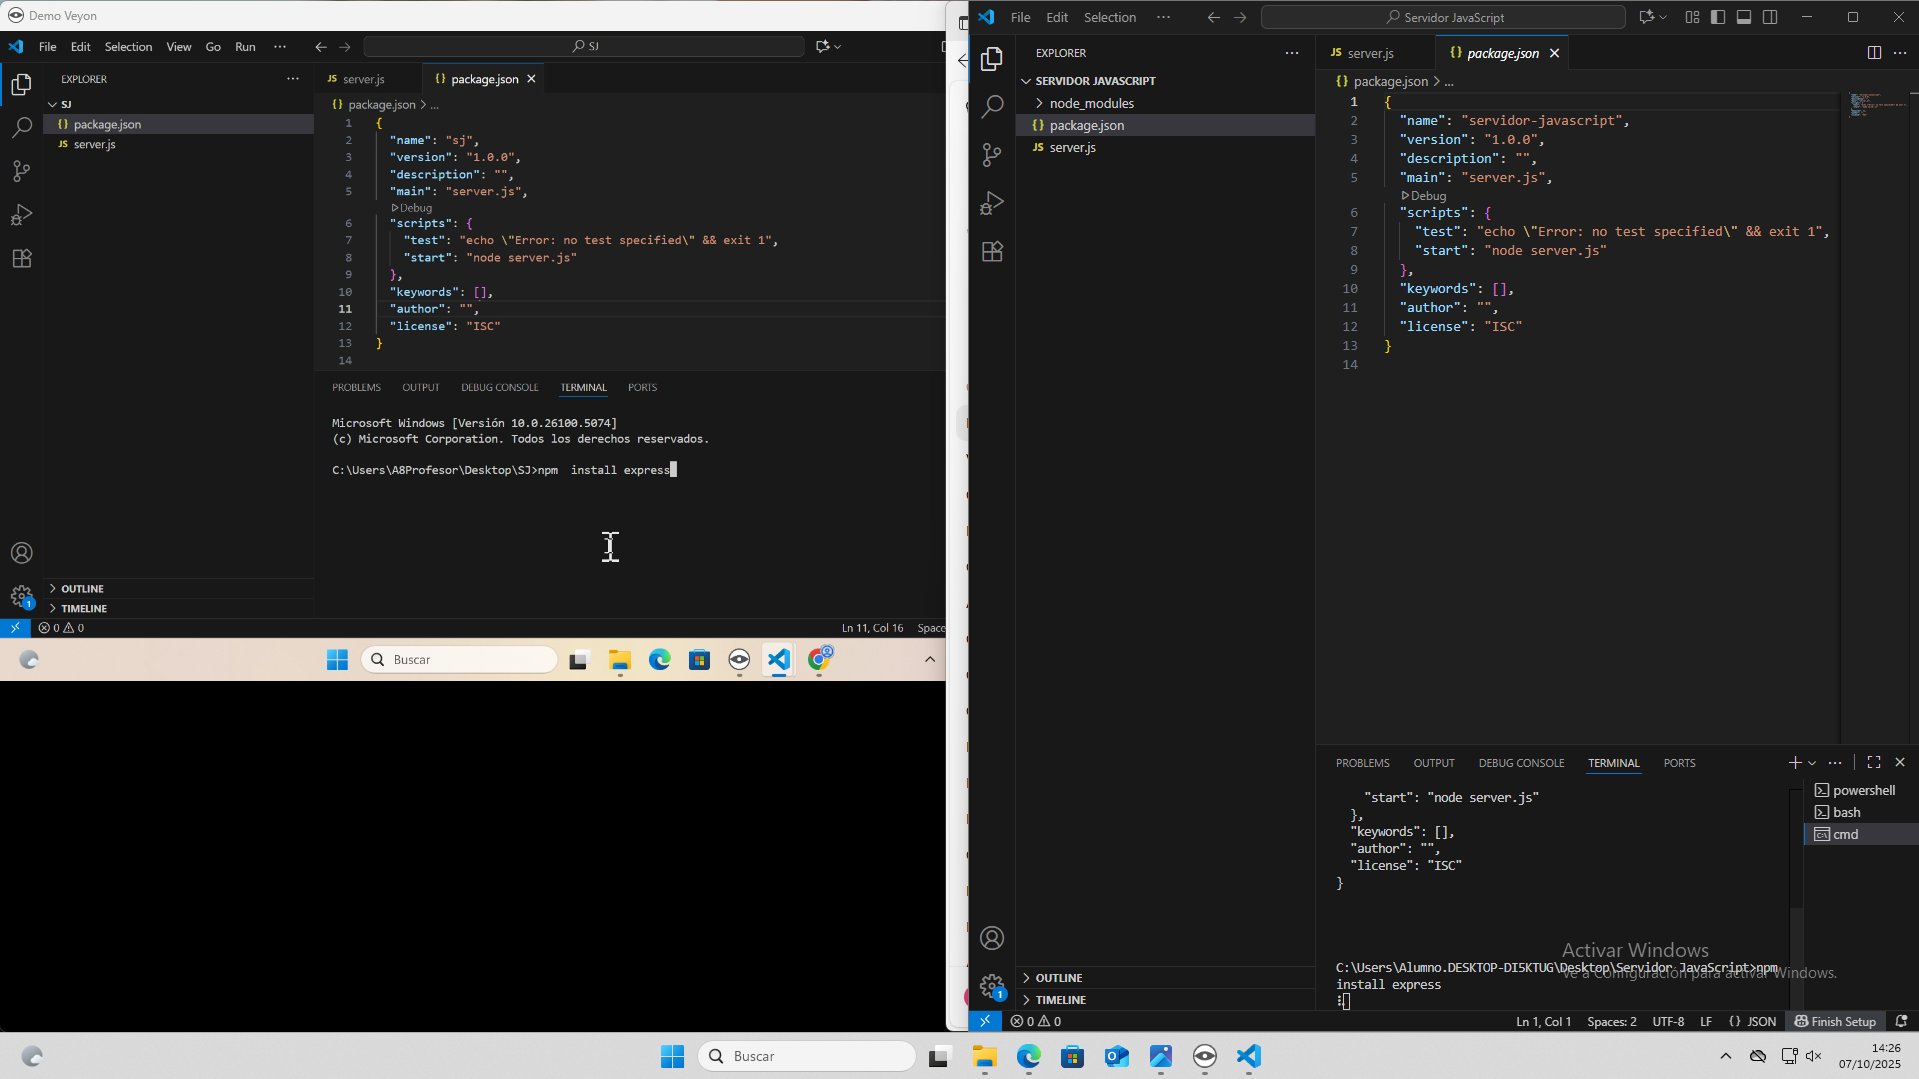 Demo Veyon
File Edit Selection View Go Run
SJ
EXPLORER
SJ
package.json
server.js
OUTLINE
TIMELINE
server.js
package.json
package.json > ...
1 {
2 "name": "sj",
3 "version": "1.0.0",
4 "description": "",
5 "main": "server.js",
Debug
6 "scripts": {
7 "test": "echo \"Error: no test specified\" && exit 1",
8 "start": "node server.js"
9 },
10 "keywords": [],
11 "author": "",
12 "license": "ISC"
13 }
14
PROBLEMS OUTPUT DEBUG CONSOLE TERMINAL PORTS
Microsoft Windows [Versión 10.0.26100.5074]
(c) Microsoft Corporation. Todos los derechos reservados.
C:\Users\A8Profesor\Desktop\SJ>npm  install express
1
0 0
Ln 11, Col 16 Space
Buscar
File Edit Selection
Servidor JavaScript
EXPLORER
SERVIDOR JAVASCRIPT
node_modules
package.json
server.js
OUTLINE
TIMELINE
server.js
package.json
package.json > ...
1 {
2 "name": "servidor-javascript",
3 "version": "1.0.0",
4 "description": "",
5 "main": "server.js",
Debug
6 "scripts": {
7 "test": "echo \"Error: no test specified\" && exit 1",
8 "start": "node server.js"
9 },
10 "keywords": [],
11 "author": "",
12 "license": "ISC"
13 }
14
PROBLEMS OUTPUT DEBUG CONSOLE TERMINAL PORTS
"start": "node server.js"
},
"keywords": [],
"author": "",
"license": "ISC"
}
C:\Users\Alumno.DESKTOP-DI5KTUG\Desktop\Servidor JavaScript>npm
install express
powershell
bash
cmd
Activar Windows
Ve a Configuración para activar Windows.
1
0 0
Ln 1, Col 1 Spaces: 2 UTF-8 LF {} JSON Finish Setup
Buscar
14:26
07/10/2025